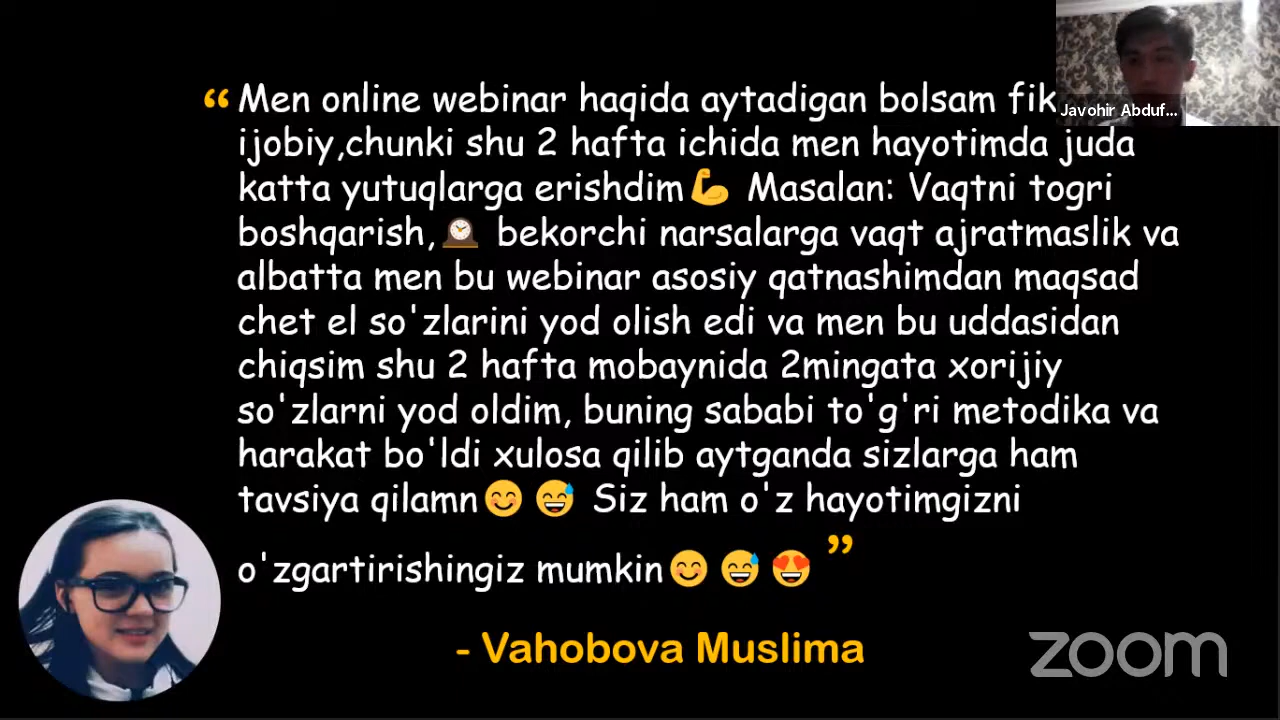 “ Men online webinar haqida aytadigan bolsam fik
ijobiy,chunki shu 2 hafta ichida men hayotimda juda
katta yutuqlarga erishdim💪 Masalan: Vaqtni togri
boshqarish,🕰 bekorchi narsalarga vaqt ajratmaslik va
albatta men bu webinar asosiy qatnashimdan maqsad
chet el so'zlarini yod olish edi va men bu uddasidan
chiqsim shu 2 hafta mobaynida 2mingata xorijiy
so'zlarni yod oldim, buning sababi to'g'ri metodika va
harakat bo'ldi xulosa qilib aytganda sizlarga ham
tavsiya qilamn😊 😅 Siz ham o'z hayotimgizni
o'zgartirishingiz mumkin😊 😅 😍 ”
- Vahobova Muslima
Javohir Abduf...
zoom